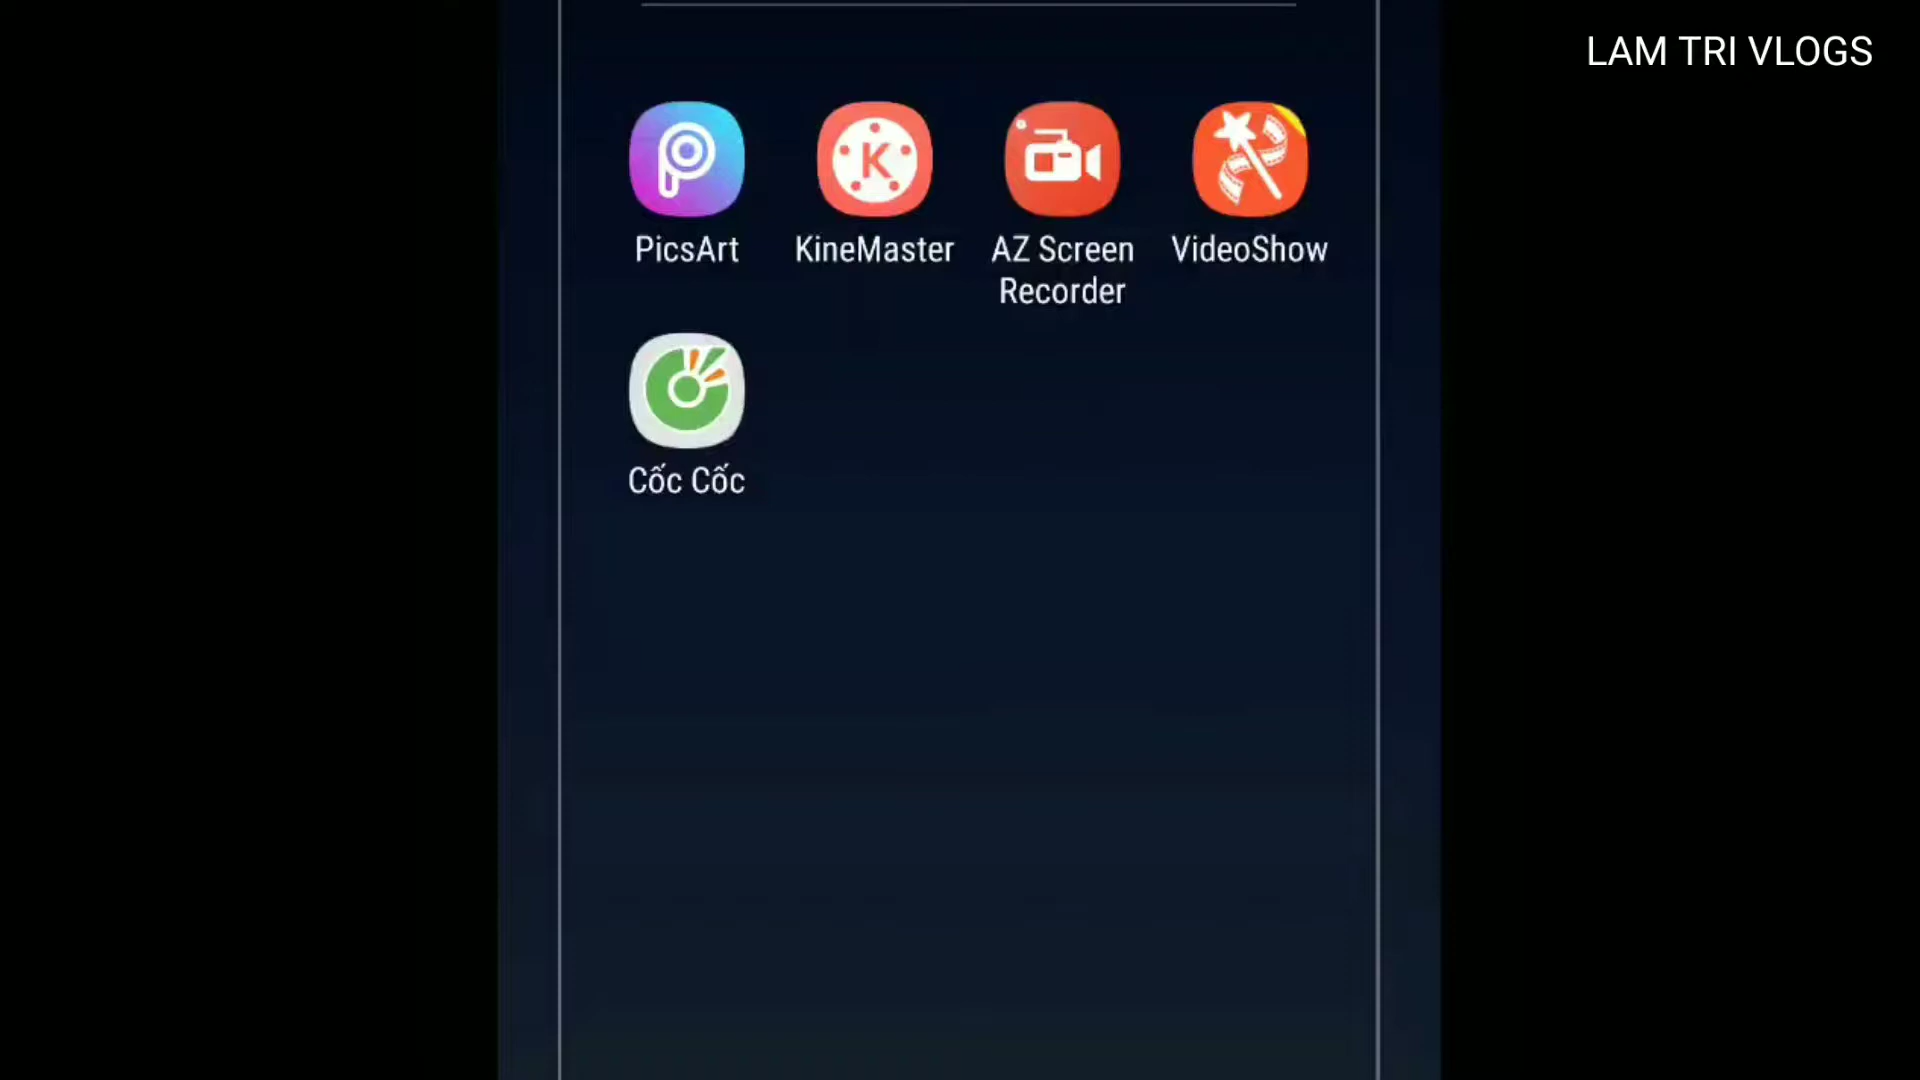 LAM TRI VLOGS
PicsArt
KineMaster
AZ Screen
Recorder
VideoShow
Cốc Cốc